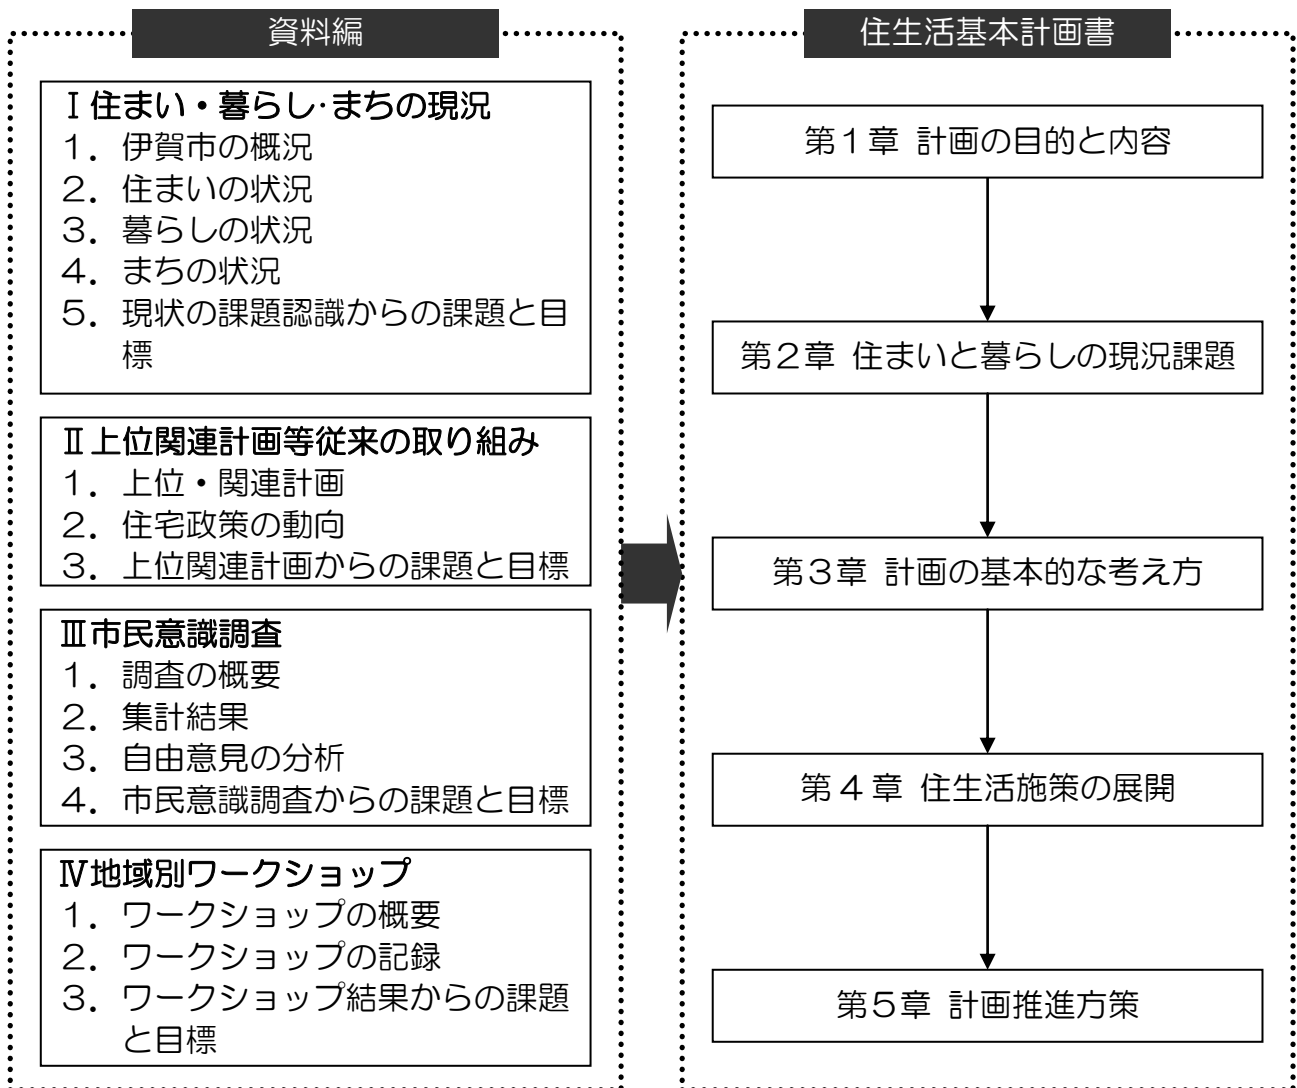 資料編
Ⅰ住まい・暮らし･まちの現況
１．伊賀市の概況
２．住まいの状況
３．暮らしの状況
４．まちの状況
５．現状の課題認識からの課題と目
標
Ⅱ上位関連計画等従来の取り組み
１．上位・関連計画
２．住宅政策の動向
３．上位関連計画からの課題と目標
Ⅲ市民意識調査
１．調査の概要
２．集計結果
３．自由意見の分析
４．市民意識調査からの課題と目標
Ⅳ地域別ワークショップ
１．ワークショップの概要
２．ワークショップの記録
３．ワークショップ結果からの課題
と目標
住生活基本計画書
第１章 計画の目的と内容
第２章 住まいと暮らしの現況課題
第３章 計画の基本的な考え方
第４章 住生活施策の展開
第５章 計画推進方策